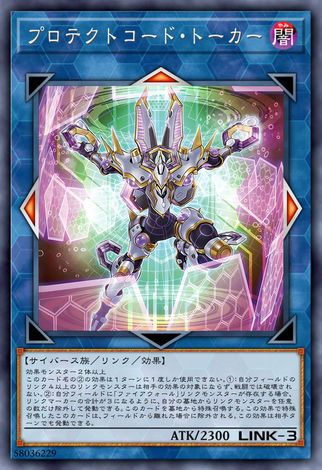 プロテクトコード・トーカー
闇
【サイバース族／リンク／効果】
効果モンスター２体以上
このカード名の②の効果は１ターンに１度しか使用できない。①：自分フィールドの
リンク４以上のリンクモンスターは相手の効果の対象にならず、戦闘では破壊され
ない。②：自分フィールドに「ファイアウォール」リンクモンスターが存在する場合、
リンクマーカーの合計が３になるように、自分の墓地からリンクモンスターを任意
の数だけ除外して発動できる。このカードを墓地から特殊召喚する。この効果で特殊
召喚したこのカードは、フィールドから離れた場合に除外される。この効果は相手ター
ンでも発動できる。
ATK/2300 LINK-3
58036229